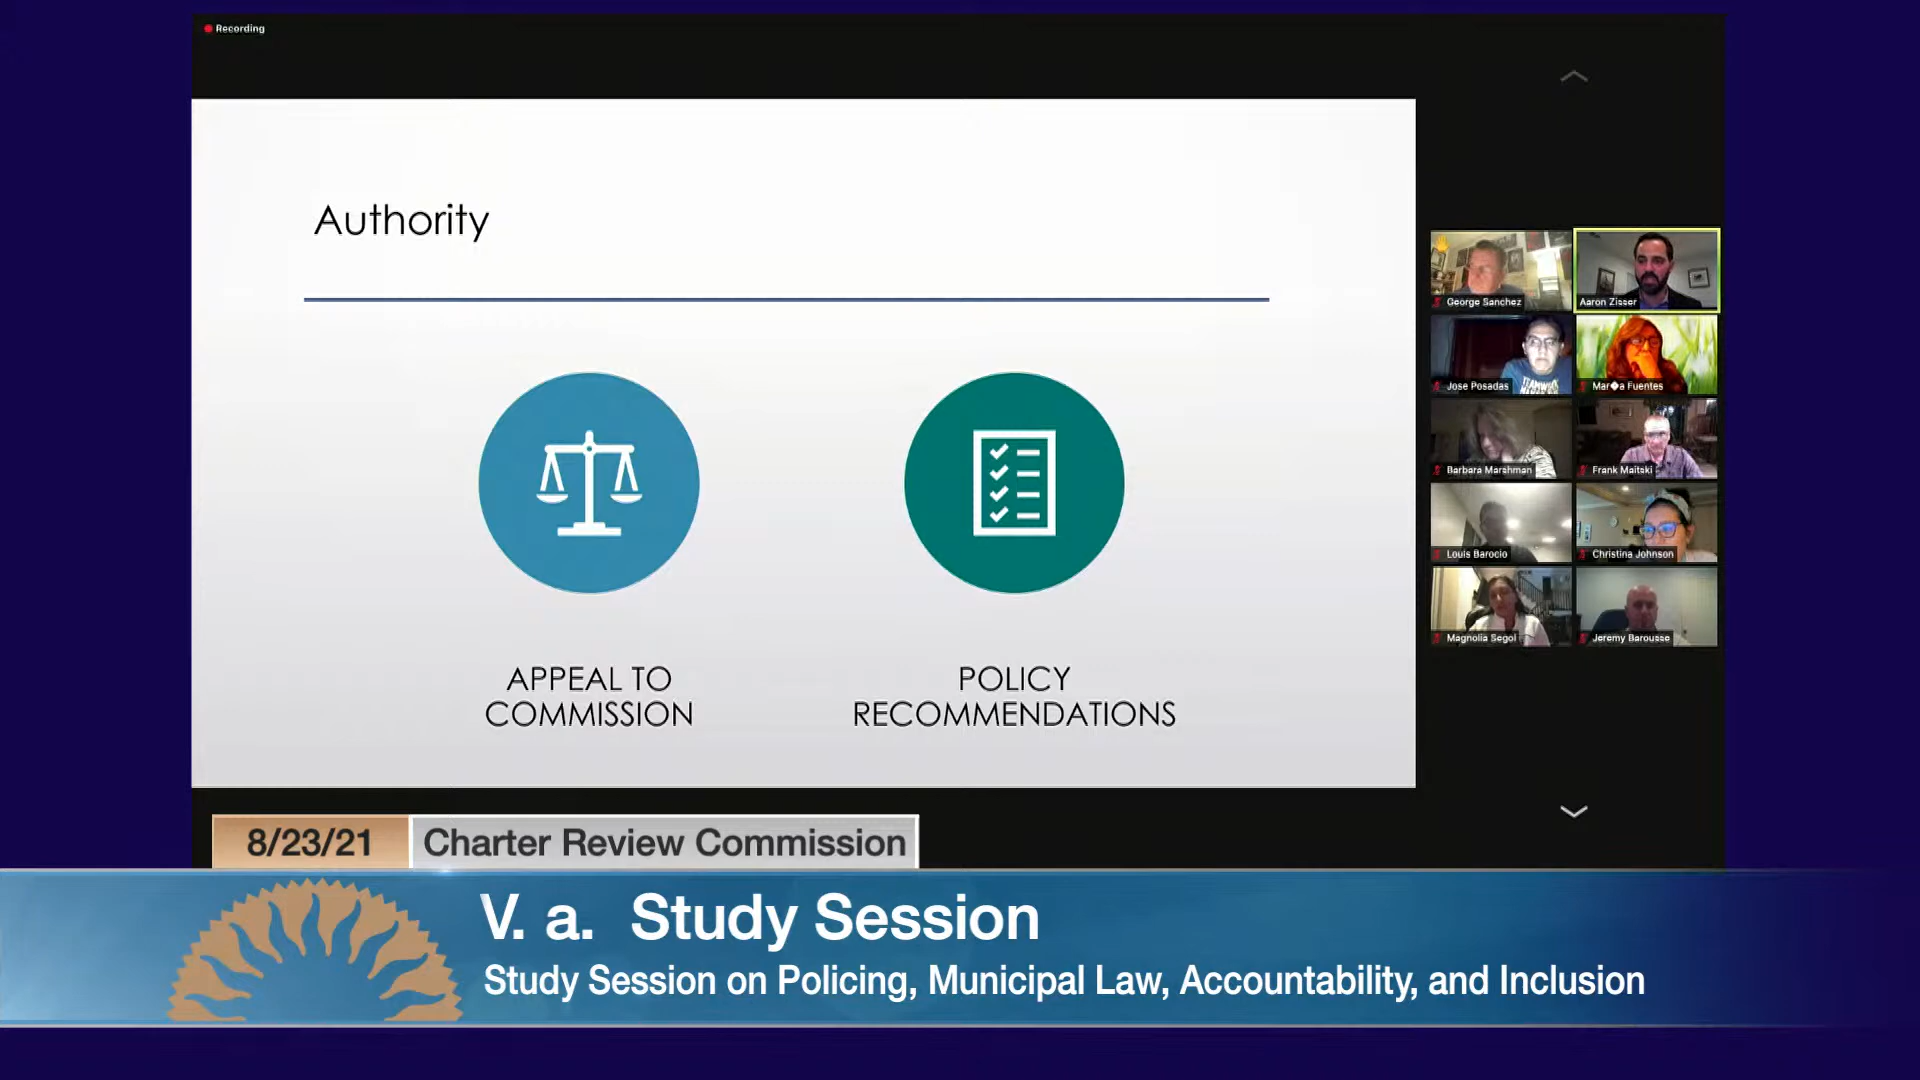 Recording
Authority
APPEAL TO
COMMISSION
POLICY
RECOMMENDATIONS
George Sanchez
Aaron Zisser
Jose Posadas
Mar�a Fuentes
Barbara Marshman
Frank Maitski
Louis Barocio
Christina Johnson
Magnolia Segol
Jeremy Barousse
8/23/21
Charter Review Commission
V. a. Study Session
Study Session on Policing, Municipal Law, Accountability, and Inclusion